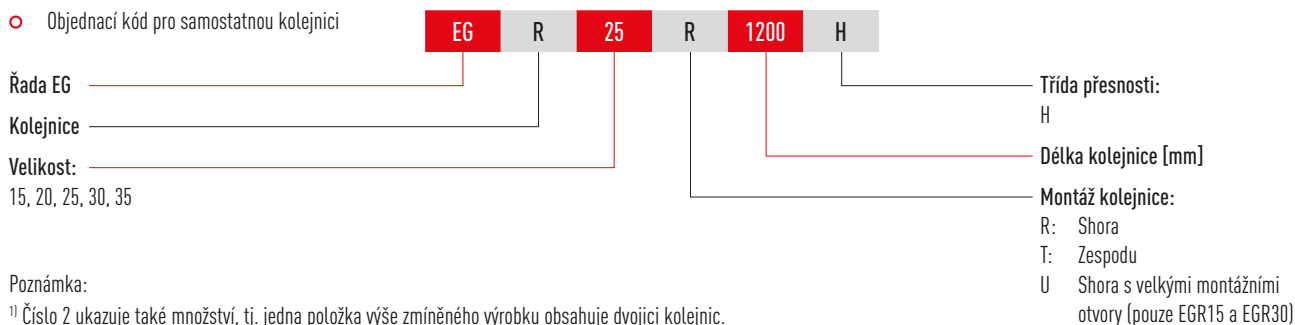 Objednací kód pro samostatnou kolejnici
EG R 25 R 1200 H
Řada EG
Kolejnice
Velikost:
15, 20, 25, 30, 35
Třída přesnosti:
H
Délka kolejnice [mm]
Montáž kolejnice:
R: Shora
T: Zespodu
U Shora s velkými montážními
otvory (pouze EGR15 a EGR30)
Poznámka:
1) Číslo 2 ukazuje také množství, tj. jedna položka výše zmíněného výrobku obsahuje dvojici kolejnic.